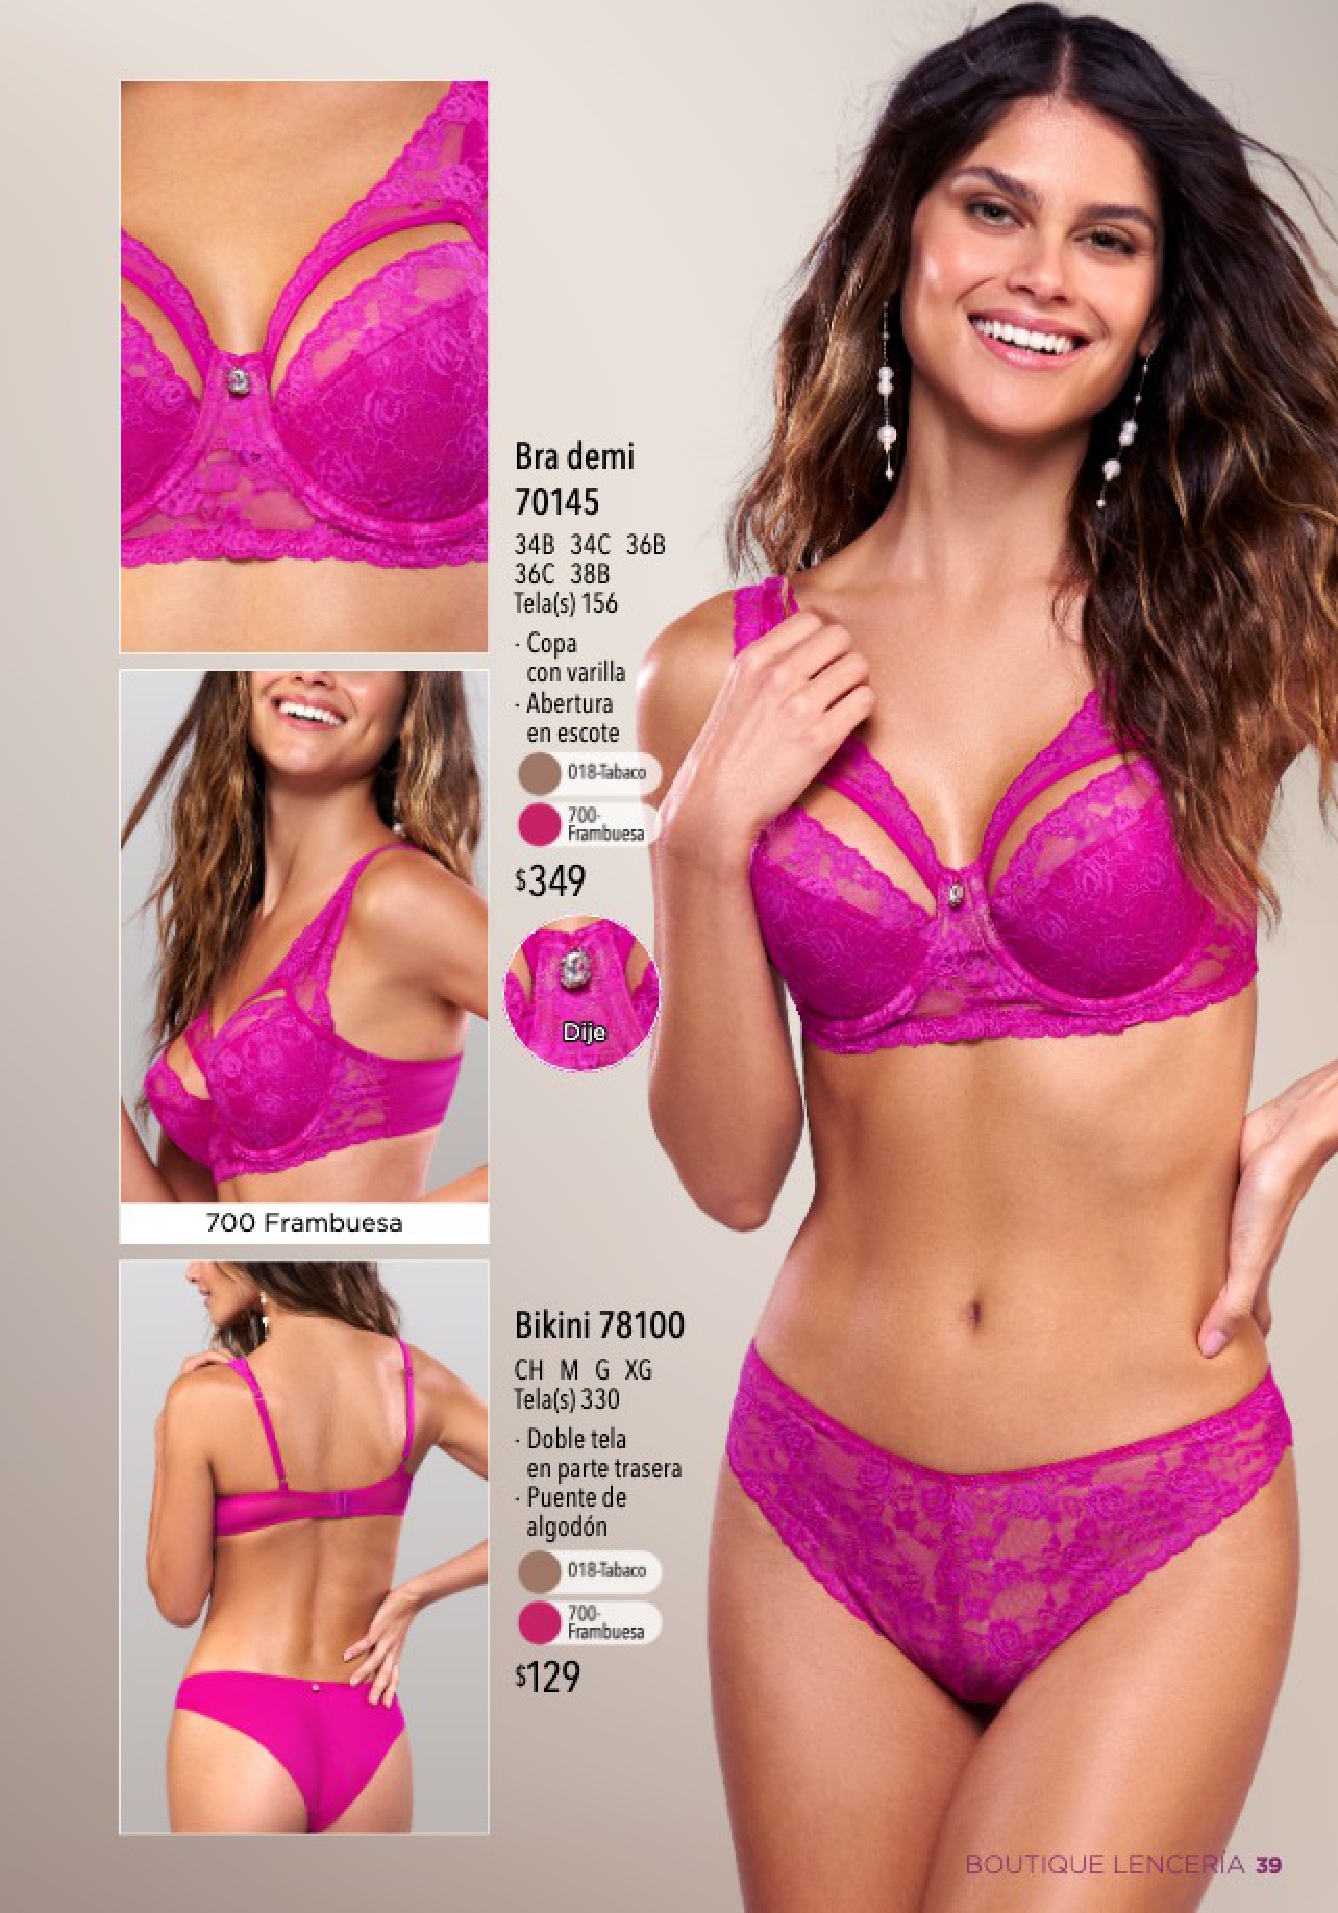 Bra demi
70145
34B 34C 36B
36C 38B
Tela(s) 156
· Copa
con varilla
· Abertura
en escote
018-Tabaco
700-
Frambuesa
$349
Dije
700 Frambuesa
Bikini 78100
CH M G XG
Tela(s) 330
· Doble tela
en parte trasera
· Puente de
algodón
018-Tabaco
700-
Frambuesa
$129
BOUTIQUE LENCERÍA 39